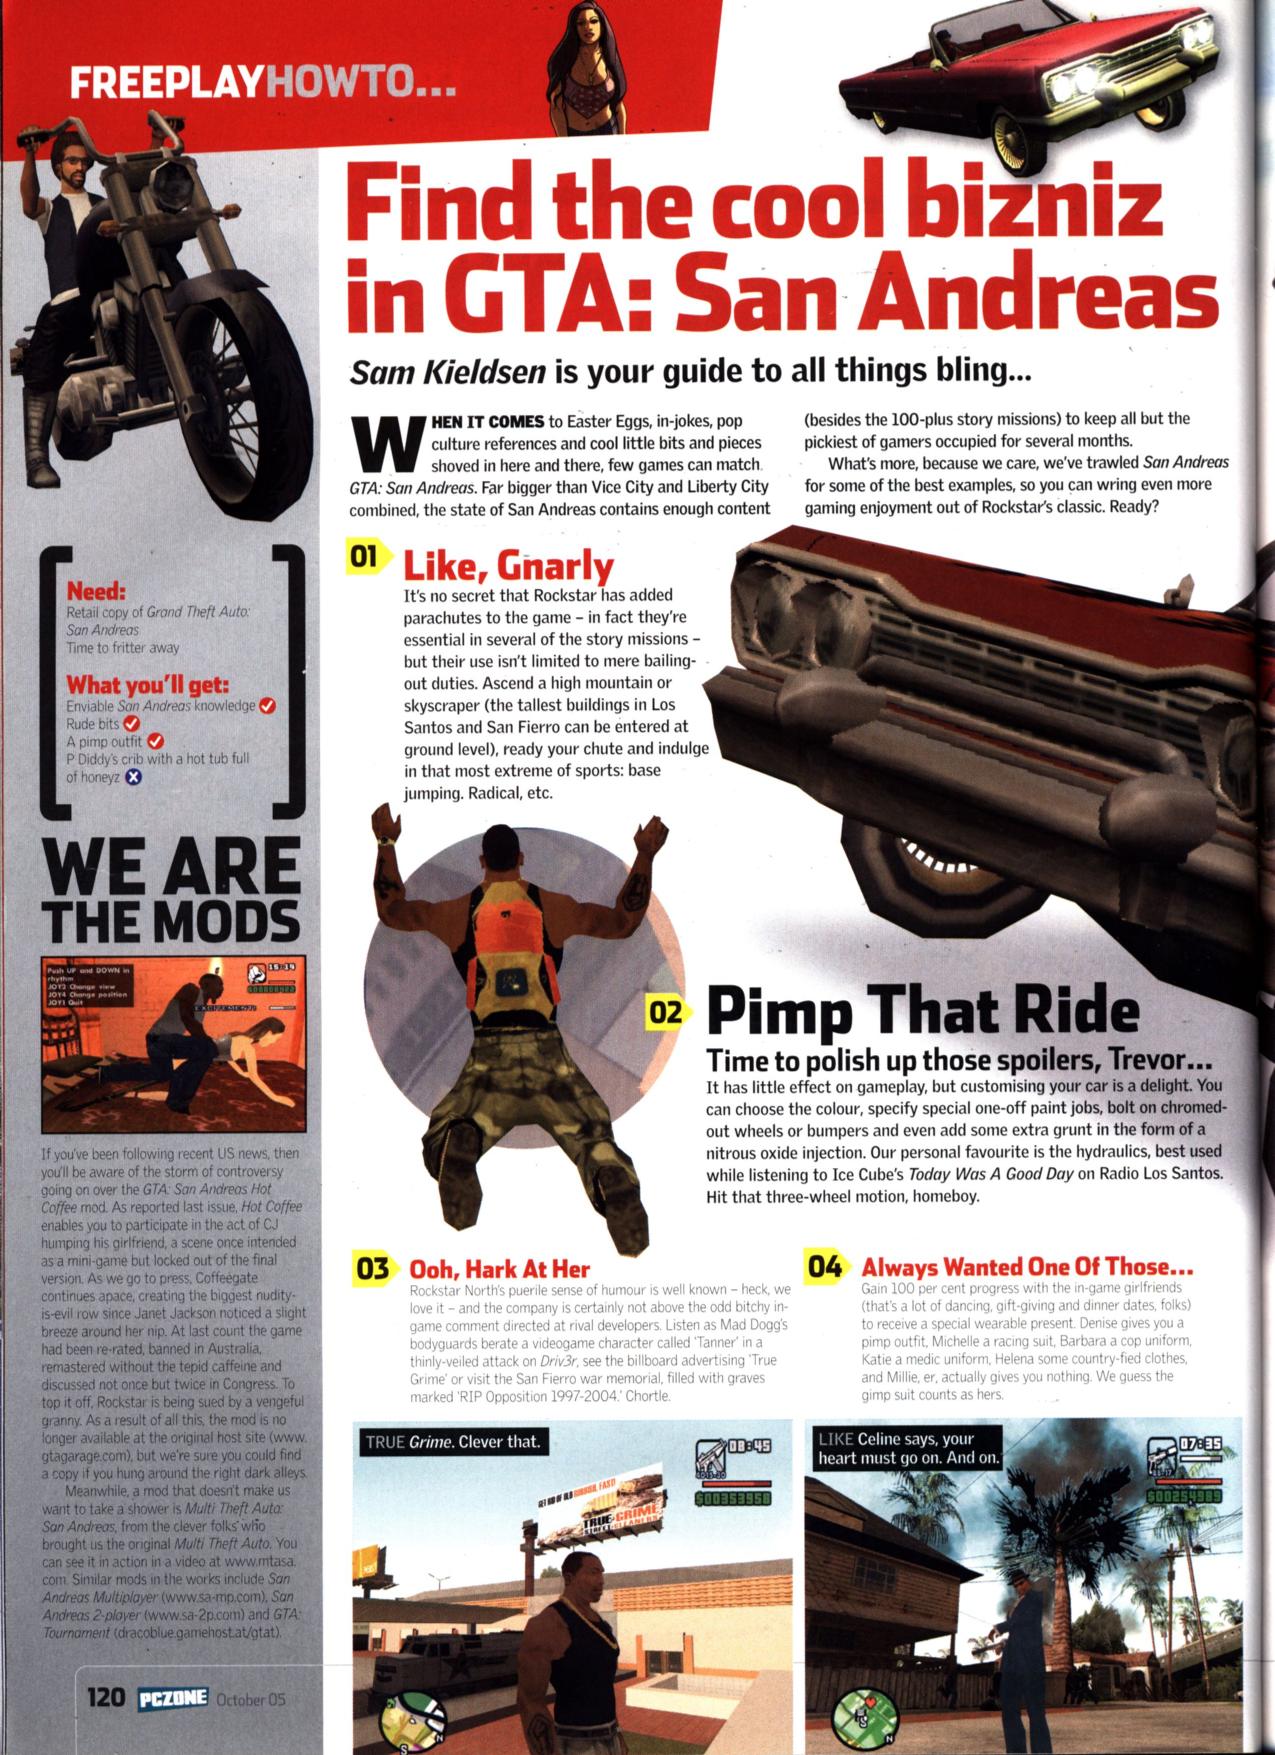 FREEPLAYHOWTO...
Find the cool bizniz
in GTA: San Andreas
Sam Kieldsen is your guide to all things bling...
WHEN IT COMES to Easter Eggs, in-jokes, pop
culture references and cool little bits and pieces
shoved in here and there, few games can match
GTA: San Andreas. Far bigger than Vice City and Liberty City
combined, the state of San Andreas contains enough content
(besides the 100-plus story missions) to keep all but the
pickiest of gamers occupied for several months.
What's more, because we care, we've trawled San Andreas
for some of the best examples, so you can wring even more
gaming enjoyment out of Rockstar's classic. Ready?
Need:
Retail copy of Grand Theft Auto:
San Andreas
Time to fritter away
What you'll get:
Enviable San Andreas knowledge
Rude bits
A pimp outfit
P Diddy's crib with a hot tub full
of honeyz
WE ARE
THE MODS
Push UP and DOWN in
rhythm
JOY3 Change view
JOY4 Change position
JOY1 Quit
15:19
EXCITEMENT
If you've been following recent US news, then
you'll be aware of the storm of controversy
going on over the GTA: San Andreas Hot
Coffee mod. As reported last issue, Hot Coffee
enables you to participate in the act of CJ
humping his girlfriend, a scene once intended
as a mini-game but locked out of the final
version. As we go to press, Coffeegate
continues apace, creating the biggest nudity-
is-evil row since Janet Jackson noticed a slight
breeze around her nip. At last count the game
had been re-rated, banned in Australia,
remastered without the tepid caffeine and
discussed not once but twice in Congress. To
top it off, Rockstar is being sued by a vengeful
granny. As a result of all this, the mod is no
longer available at the original host site (www.
gtagarage.com), but we're sure you could find
a copy if you hung around the right dark alleys.
Meanwhile, a mod that doesn't make us
want to take a shower is Multi Theft Auto:
San Andreas, from the clever folks who
brought us the original Multi Theft Auto. You
can see it in action in a video at www.mtasa.
com. Similar mods in the works include San
Andreas Multiplayer (www.sa-mp.com), San
Andreas 2-player (www.sa-2p.com) and GTA:
Tournament (dracoblue.gamehost.at/gtat).
01 Like, Gnarly
It's no secret that Rockstar has added
parachutes to the game – in fact they're
essential in several of the story missions –
but their use isn't limited to mere bailing-
out duties. Ascend a high mountain or
skyscraper (the tallest buildings in Los
Santos and San Fierro can be entered at
ground level), ready your chute and indulge
in that most extreme of sports: base
jumping. Radical, etc.
02 Pimp That Ride
Time to polish up those spoilers, Trevor...
It has little effect on gameplay, but customising your car is a delight. You
can choose the colour, specify special one-off paint jobs, bolt on chromed-
out wheels or bumpers and even add some extra grunt in the form of a
nitrous oxide injection. Our personal favourite is the hydraulics, best used
while listening to Ice Cube's Today Was A Good Day on Radio Los Santos.
Hit that three-wheel motion, homeboy.
03 Ooh, Hark At Her
Rockstar North's puerile sense of humour is well known – heck, we
love it – and the company is certainly not above the odd bitchy in-
game comment directed at rival developers. Listen as Mad Dogg's
bodyguards berate a videogame character called 'Tanner' in a
thinly-veiled attack on Driv3r, see the billboard advertising 'True
Grime' or visit the San Fierro war memorial, filled with graves
marked 'RIP Opposition 1997-2004.' Chortle.
04 Always Wanted One Of Those...
Gain 100 per cent progress with the in-game girlfriends
(that's a lot of dancing, gift-giving and dinner dates, folks)
to receive a special wearable present. Denise gives you a
pimp outfit, Michelle a racing suit, Barbara a cop uniform,
Katie a medic uniform, Helena some country-fied clothes,
and Millie, er, actually gives you nothing. We guess the
gimp suit counts as hers.
TRUE Grime. Clever that.
08:45
$00353958
TRUE GRIME
STREET CLEANERS
N
LIKE Celine says, your
heart must go on. And on.
07:35
$00254989
N
120 PCZONE October 05